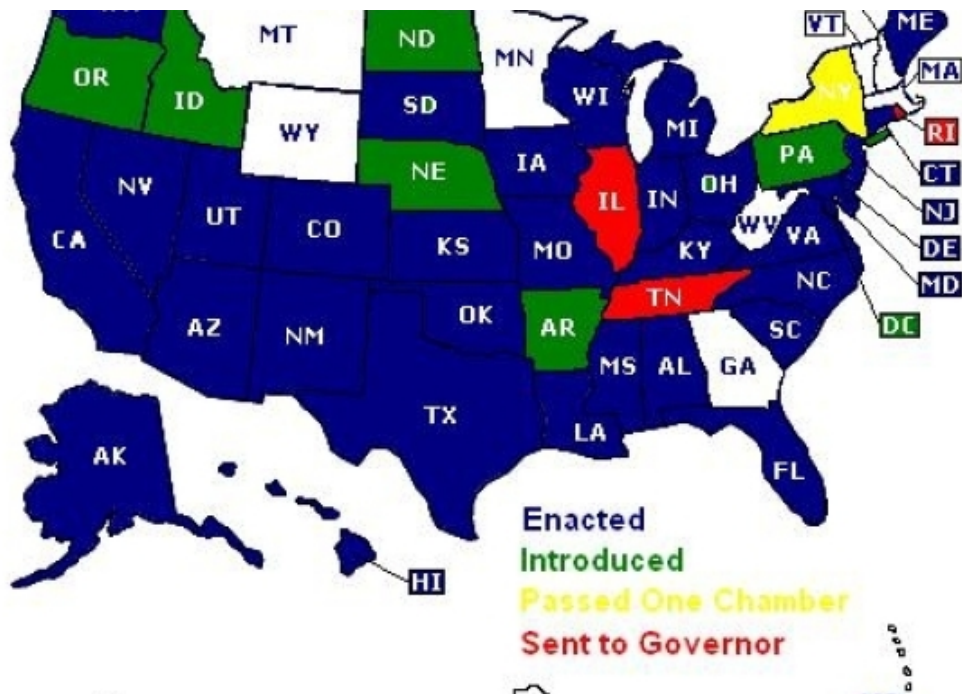 MT
ND
MN
VT
ME
OR
ID
SD
WI
MA
WY
MI
NY
RI
NE
IA
PA
CT
NV
UT
CO
IL
IN
OH
NJ
CA
KS
MO
KY
WV
VA
DE
MD
AZ
NM
OK
AR
TN
NC
DC
SC
MS
AL
GA
TX
LA
AK
FL
HI
Enacted
Introduced
Passed One Chamber
Sent to Governor